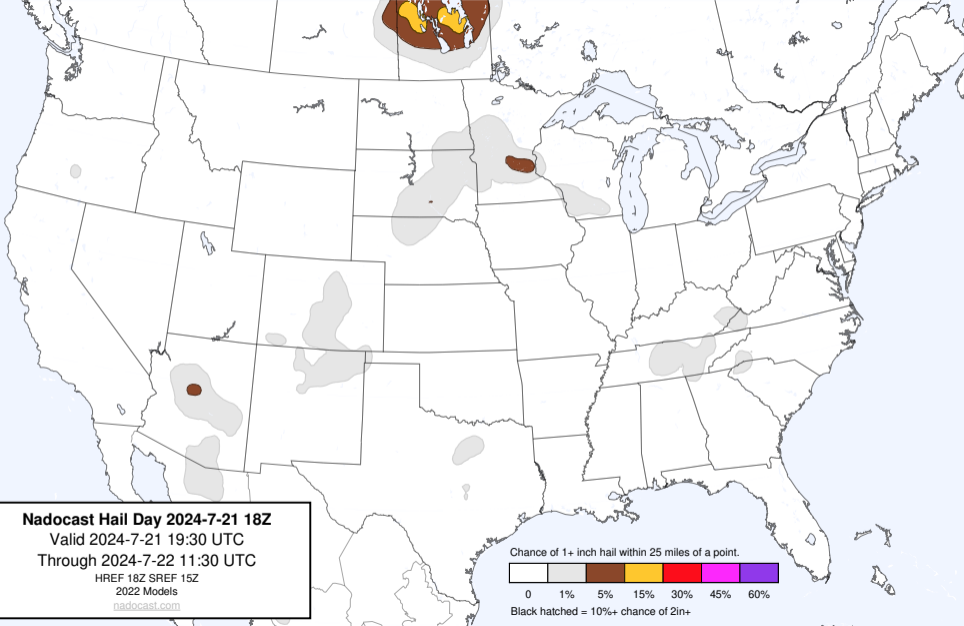 Nadocast Hail Day 2024-7-21 18Z
Valid 2024-7-21 19:30 UTC
Through 2024-7-22 11:30 UTC
HREF 18Z SREF 15Z
2022 Models
nadocast.com
Chance of 1+ inch hail within 25 miles of a point.
0 1% 5% 15% 30% 45% 60%
Black hatched = 10%+ chance of 2in+